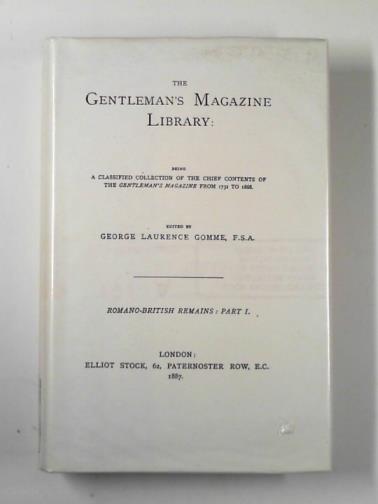 THE
GENTLEMAN'S MAGAZINE
LIBRARY:
BEING
A CLASSIFIED COLLECTION OF THE CHIEF CONTENTS OF
THE GENTLEMAN'S MAGAZINE FROM 1731 TO 1868.
EDITED BY
GEORGE LAURENCE GOMME, F.S.A.
ROMANO-BRITISH REMAINS: PART I.
LONDON:
ELLIOT STOCK, 62, PATERNOSTER ROW, E.C.
1887.